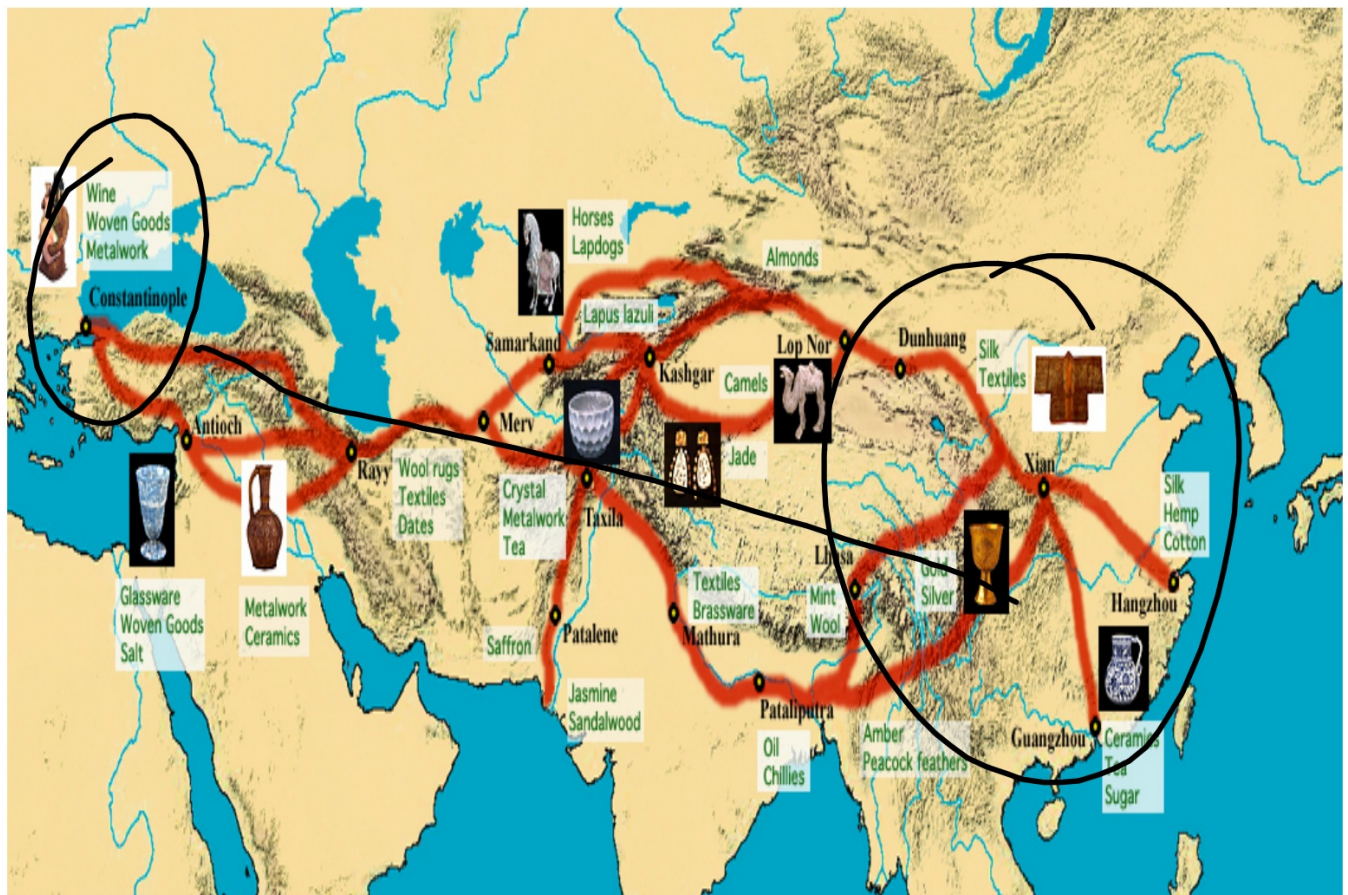 Wine
Woven Goods
Metalwork
Constantinople
Horses
Lapdogs
Almonds
Lapus lazuli
Samarkand
Kashgar
Lop Nor
Dunhuang
Silk
Textiles
Camels
Antioch
Merv
Rayy
Wool rugs
Textiles
Dates
Crystal
Metalwork
Tea
Taxila
Jade
Xian
Silk
Hemp
Cotton
Hangzhou
Glassware
Woven Goods
Salt
Metalwork
Ceramics
Saffron
Patalene
Jasmine
Sandalwood
Textiles
Brassware
Mathura
Lhasa
Mint
Wool
Gold
Silver
Pataliputra
Oil
Chillies
Amber
Peacock feathers
Guangzhou
Ceramics
Tea
Sugar